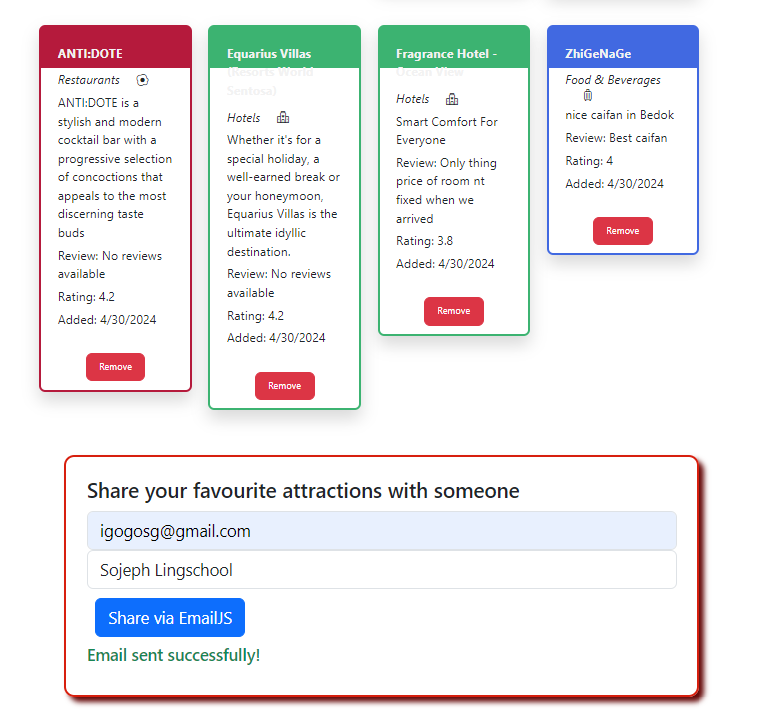 ANTI:DOTE
Restaurants
ANTI:DOTE is a
stylish and modern
cocktail bar with a
progressive selection
of concoctions that
appeals to the most
discerning taste
buds
Review: No reviews
available
Rating: 4.2
Added: 4/30/2024
Remove
Equarius Villas
(Resorts World
Sentosa)
Hotels
Whether it's for a
special holiday, a
well-earned break or
your honeymoon,
Equarius Villas is the
ultimate idyllic
destination.
Review: No reviews
available
Rating: 4.2
Added: 4/30/2024
Remove
Fragrance Hotel -
Ocean View
Hotels
Smart Comfort For
Everyone
Review: Only thing
price of room nt
fixed when we
arrived
Rating: 3.8
Added: 4/30/2024
Remove
ZhiGeNaGe
Food & Beverages
nice caifan in Bedok
Review: Best caifan
Rating: 4
Added: 4/30/2024
Remove
Share your favourite attractions with someone
igogosg@gmail.com
Sojeph Lingschool
Share via EmailJS
Email sent successfully!